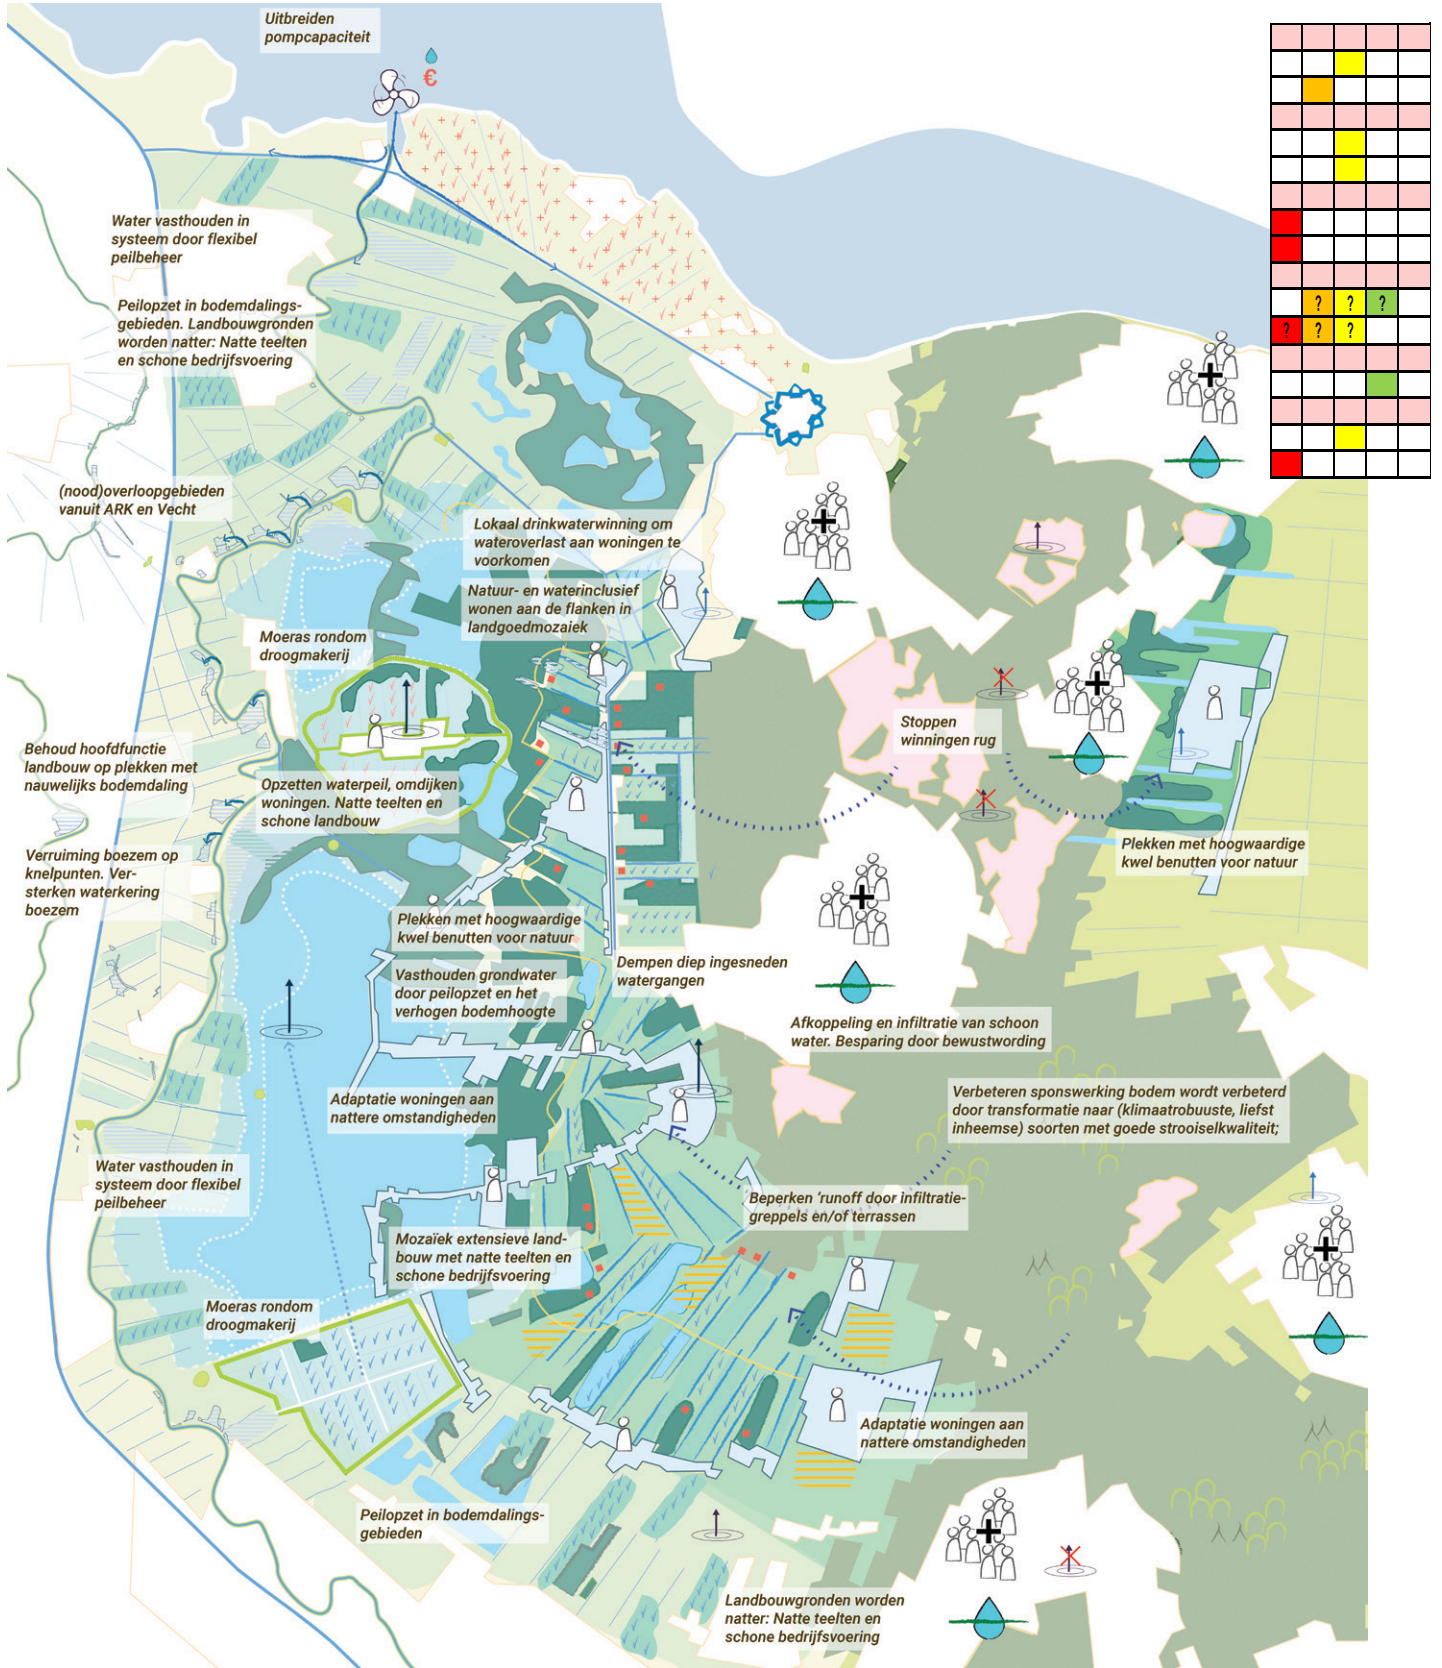 Uitbreiden
pompcapaciteit
€
Water vasthouden in
systeem door flexibel
peilbeheer
Peilopzet in bodemdalings-
gebieden. Landbouwgronden
worden natter: Natte teelten
en schone bedrijfsvoering
? ? ?
? ? ?
(nood)overloopgebieden
vanuit ARK en Vecht
Lokaal drinkwaterwinning om
wateroverlast aan woningen te
voorkomen
Natuur- en waterinclusief
wonen aan de flanken in
landgoedmozaiek
Moeras rondom
droogmakerij
Stoppen
winningen rug
Behoud hoofdfunctie
landbouw op plekken met
nauwelijks bodemdaling
Opzetten waterpeil, omdijken
woningen. Natte teelten en
schone landbouw
Plekken met hoogwaardige
kwel benutten voor natuur
Verruiming boezem op
knelpunten. Ver-
sterken waterkering
boezem
Plekken met hoogwaardige
kwel benutten voor natuur
Vasthouden grondwater
door peilopzet en het
verhogen bodemhoogte
Dempen diep ingesneden
watergangen
Afkoppeling en infiltratie van schoon
water. Besparing door bewustwording
Adaptatie woningen aan
nattere omstandigheden
Verbeteren sponswerking bodem wordt verbeterd
door transformatie naar (klimaatrobuuste, liefst
inheemse) soorten met goede strooiselkwaliteit;
Water vasthouden in
systeem door flexibel
peilbeheer
Beperken 'runoff door infiltratie-
greppels en/of terrassen
Mozaïek extensieve land-
bouw met natte teelten en
schone bedrijfsvoering
Moeras rondom
droogmakerij
Adaptatie woningen aan
nattere omstandigheden
Peilopzet in bodemdalings-
gebieden
Landbouwgronden worden
natter: Natte teelten en
schone bedrijfsvoering